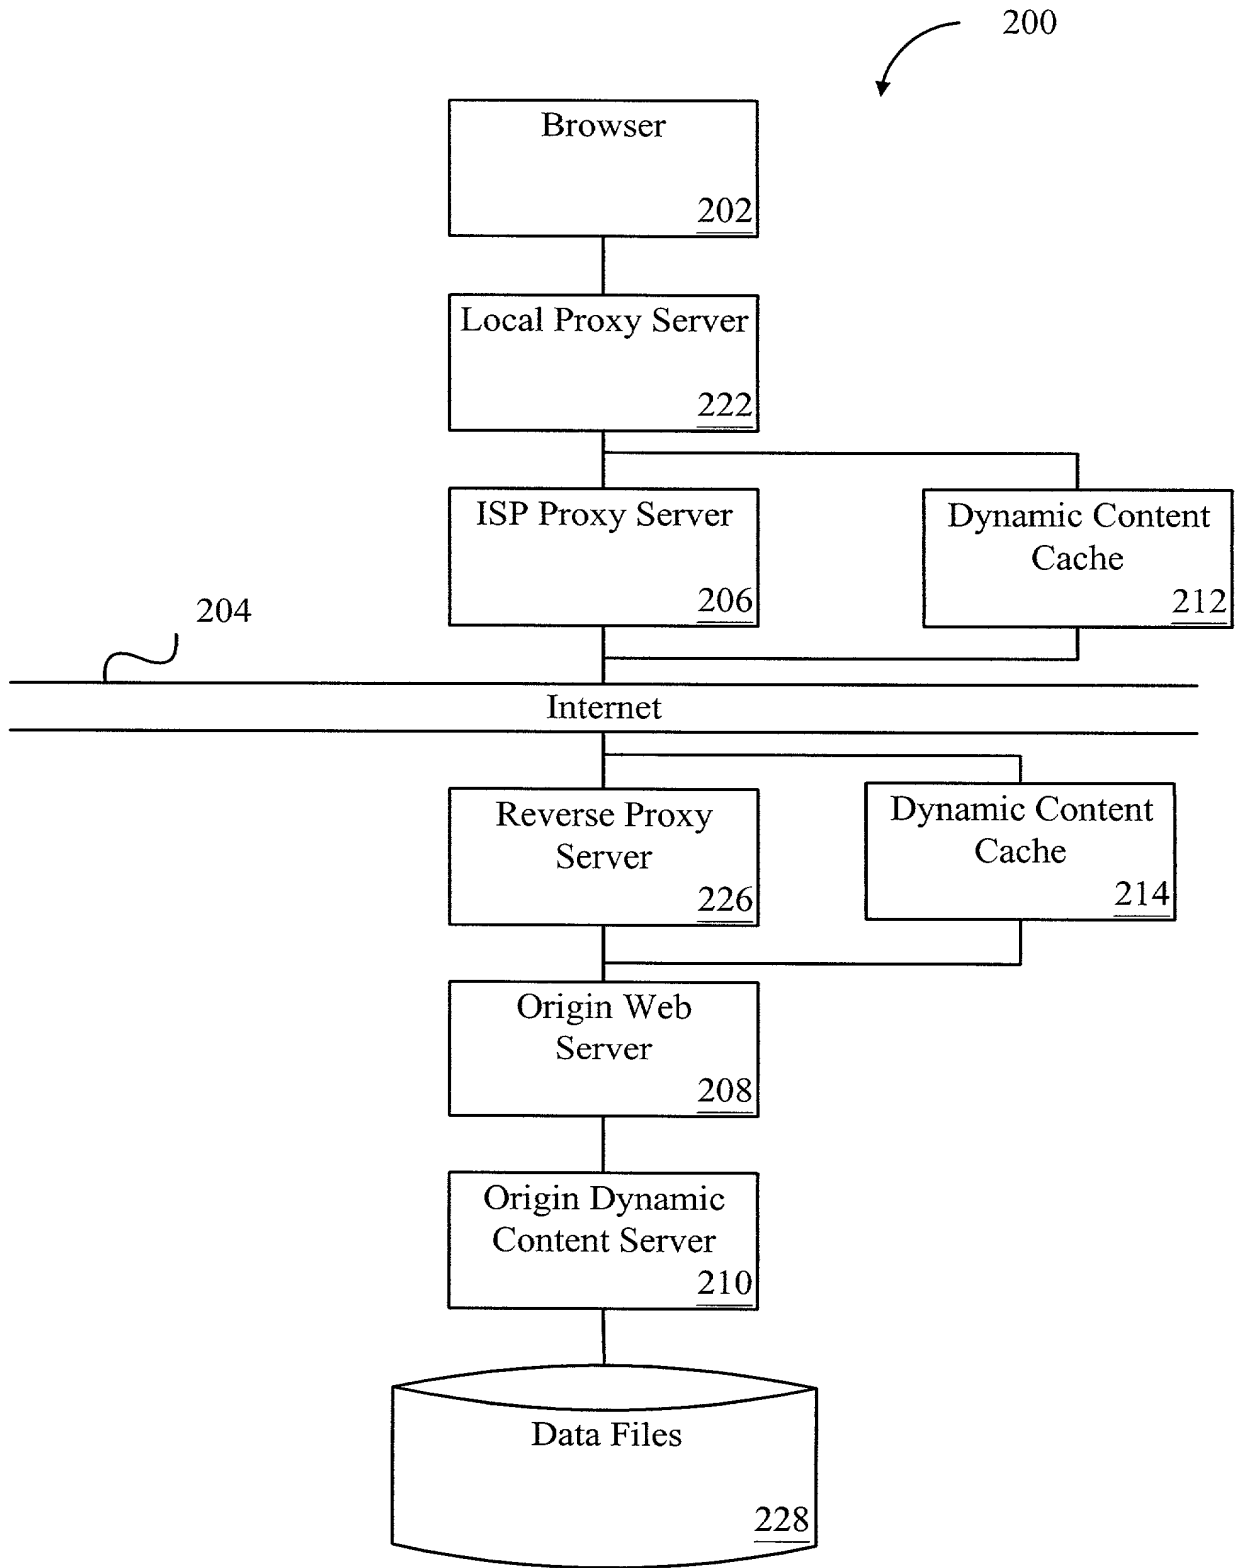 200
Browser
202
Local Proxy Server
222
ISP Proxy Server
206
Dynamic Content
Cache
212
204
Internet
Reverse Proxy
Server
226
Dynamic Content
Cache
214
Origin Web
Server
208
Origin Dynamic
Content Server
210
Data Files
228